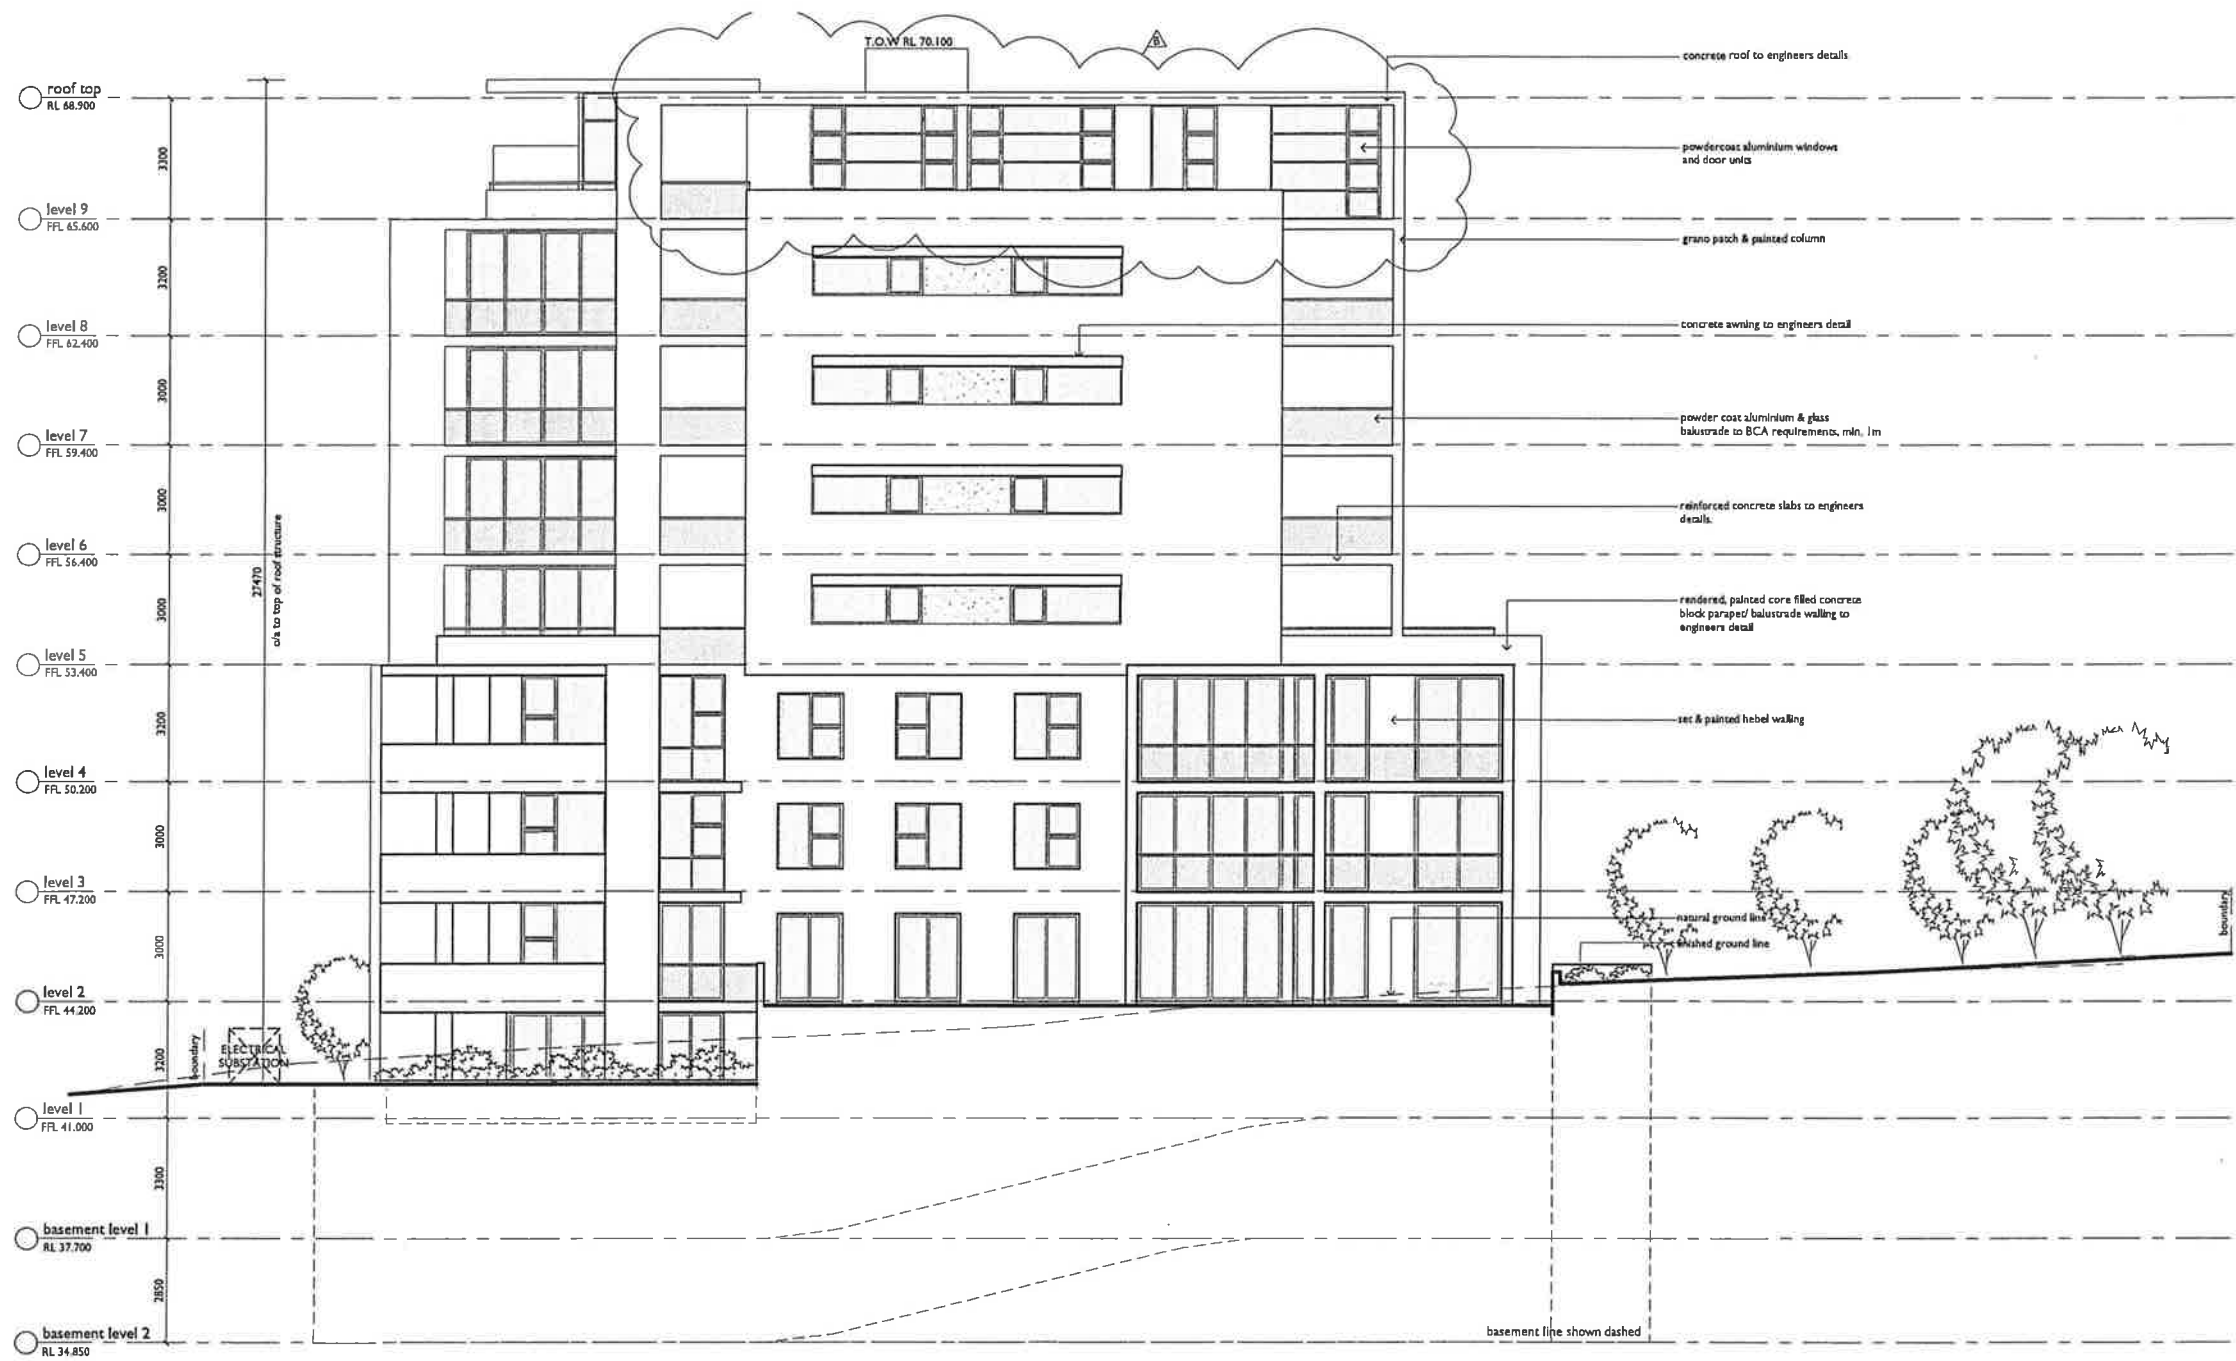 T.O.W RL 70.100
B
concrete roof to engineers details
roof top
RL 68.900
3300
powdercoat aluminium windows
and door units
level 9
FFL 65.600
grano patch & painted column
3200
level 8
FFL 62.400
concrete awning to engineers detail
3000
powder coat aluminium & glass
balustrade to BCA requirements, min, 1m
level 7
FFL 59.400
3000
reinforced concrete slabs to engineers
details.
level 6
FFL 56.400
27470
o/a to top of roof structure
3000
rendered, painted core filled concrete
block parapet/ balustrade walling to
engineers detail
level 5
FFL 53.400
3200
set & painted hebel walling
level 4
FFL 50.200
3000
level 3
FFL 47.200
boundary
natural ground line
finished ground line
3000
level 2
FFL 44.200
boundary
ELECTRICAL
SUBSTATION
3200
level 1
FFL 41.000
3300
basement level 1
RL 37.700
2850
basement line shown dashed
basement level 2
RL 34.850